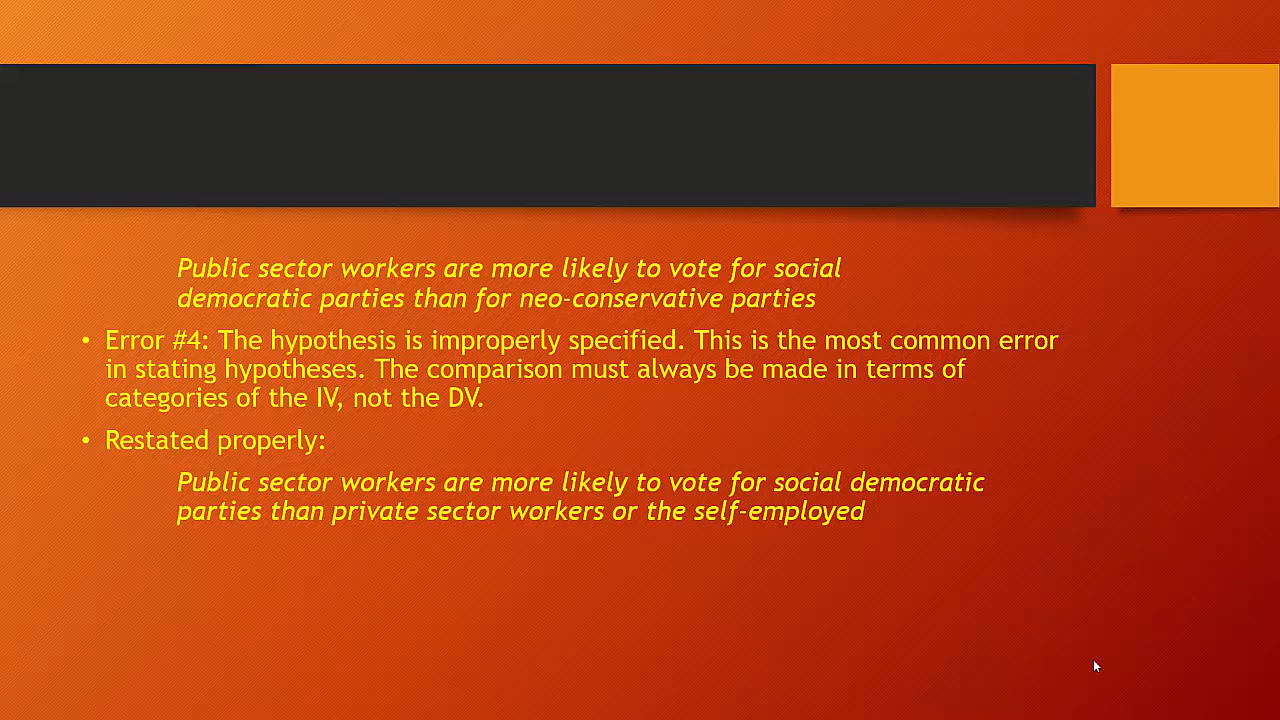 Public sector workers are more likely to vote for social
democratic parties than for neo-conservative parties
• Error #4: The hypothesis is improperly specified. This is the most common error
in stating hypotheses. The comparison must always be made in terms of
categories of the IV, not the DV.
• Restated properly:
Public sector workers are more likely to vote for social democratic
parties than private sector workers or the self-employed